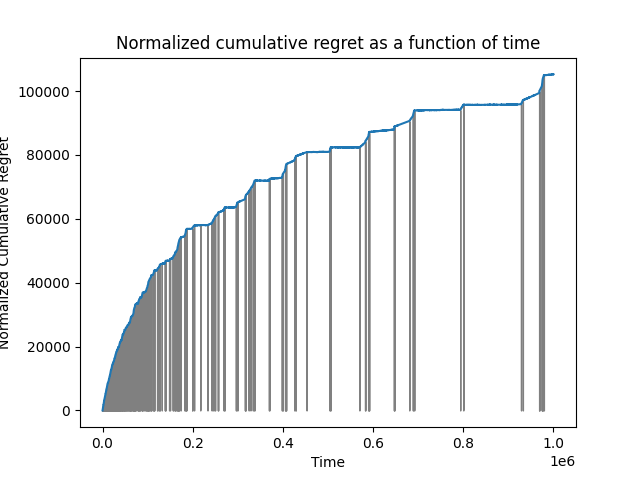 Normalized cumulative regret as a function of time
Normalized Cumulative Regret
100000
80000
60000
40000
20000
0
0.0 0.2 0.4 0.6 0.8 1.0
1e6
Time